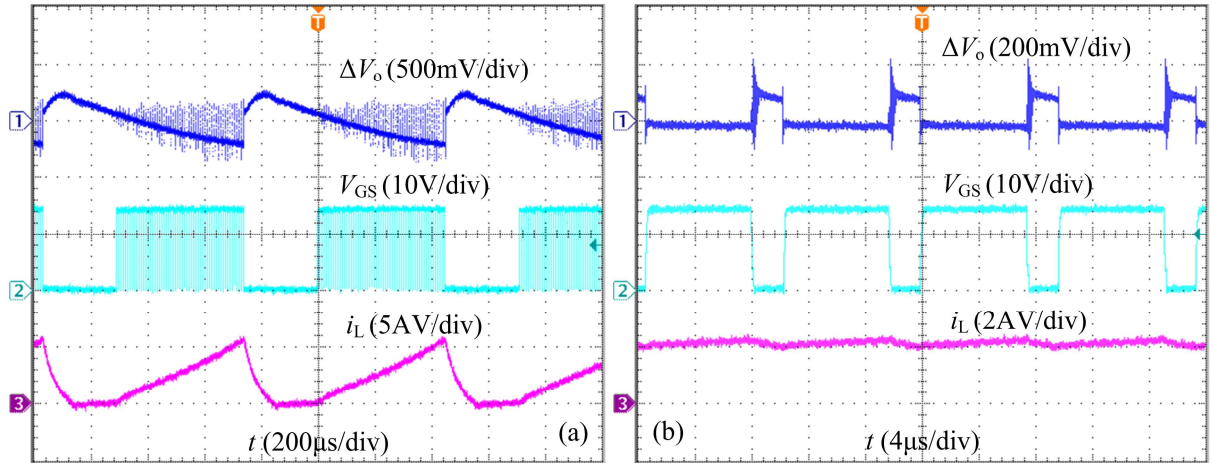 T
ΔVo (500mV/div)
1
VGS (10V/div)
2
iL (5AV/div)
3
t (200μs/div)
(a)
T
ΔVo (200mV/div)
1
VGS (10V/div)
2
iL (2AV/div)
3
(b)
t (4μs/div)